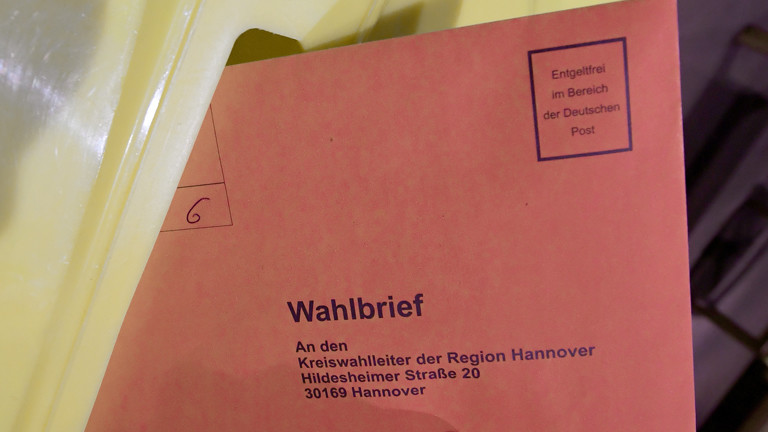 Entgeltfrei
im Bereich
der Deutschen
Post
6
Wahlbrief
An den
Kreiswahlleiter der Region Hannover
Hildesheimer Straße 20
30169 Hannover